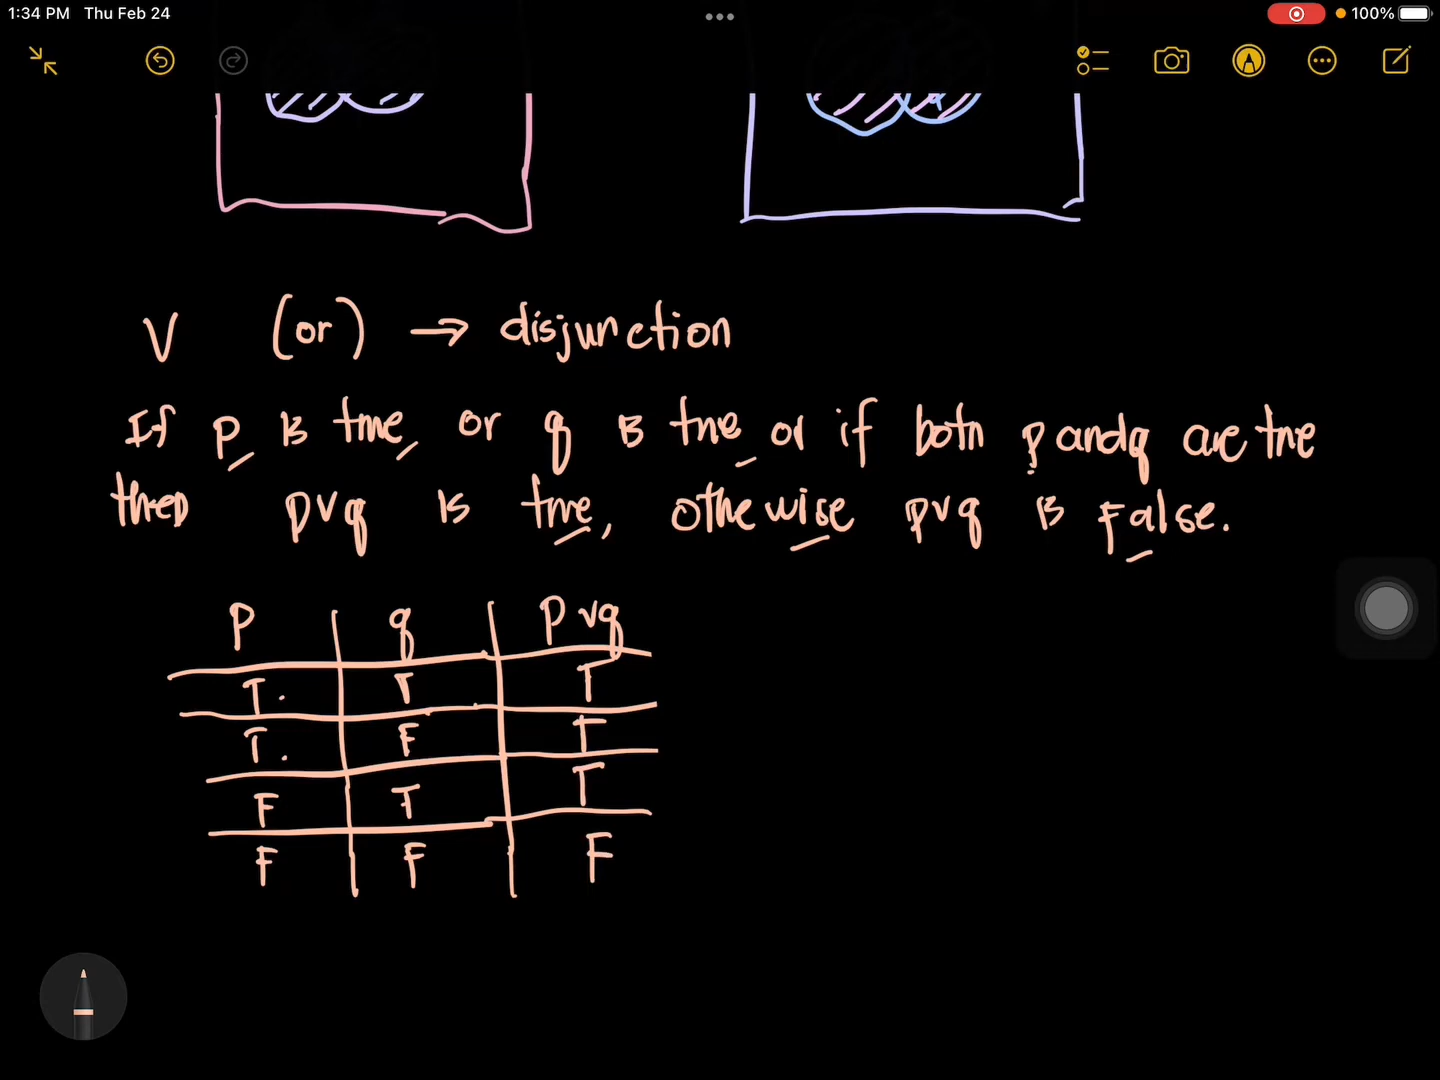 1:34 PM Thu Feb 24
100%
V (or) → disjunction
If p is true or q is true or if both p and q are true
then pvq is true, otherwise pvq is False.
p q p v q
T. T T
T. F T
F T T
F F F